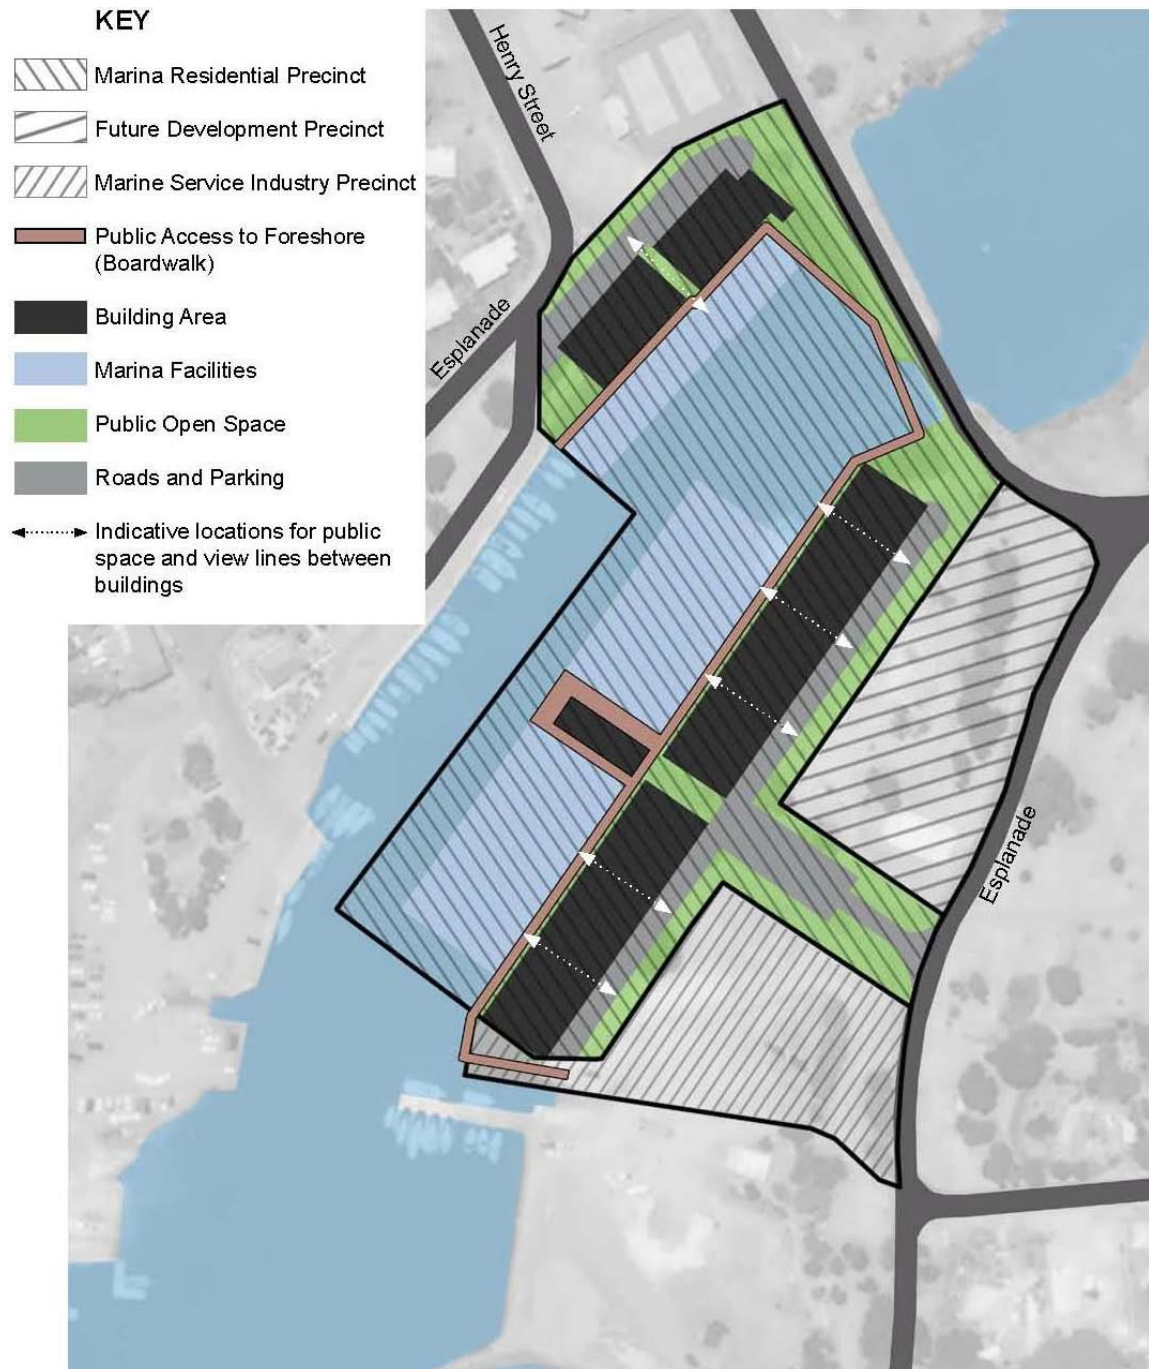 KEY
Marina Residential Precinct
Future Development Precinct
Marine Service Industry Precinct
Public Access to Foreshore
(Boardwalk)
Building Area
Marina Facilities
Public Open Space
Roads and Parking
Indicative locations for public
space and view lines between
buildings
Henry Street
Esplanade
Esplanade